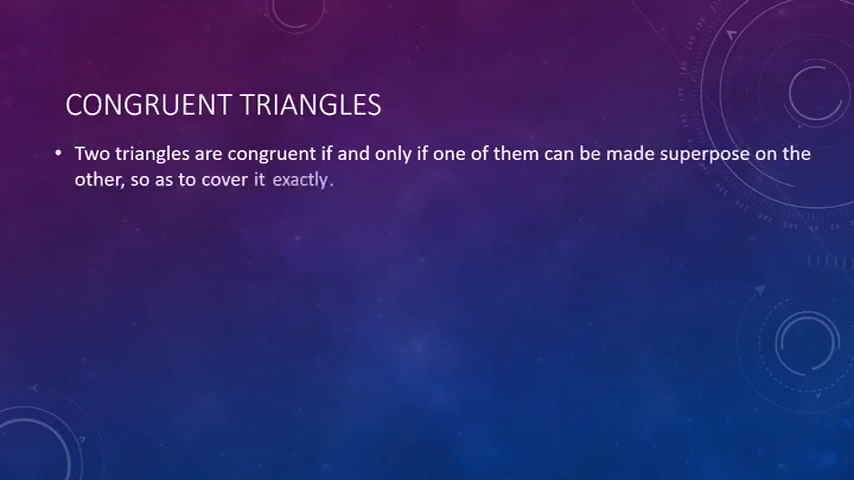 CONGRUENT TRIANGLES
• Two triangles are congruent if and only if one of them can be made superpose on the
other, so as to cover it exactly.